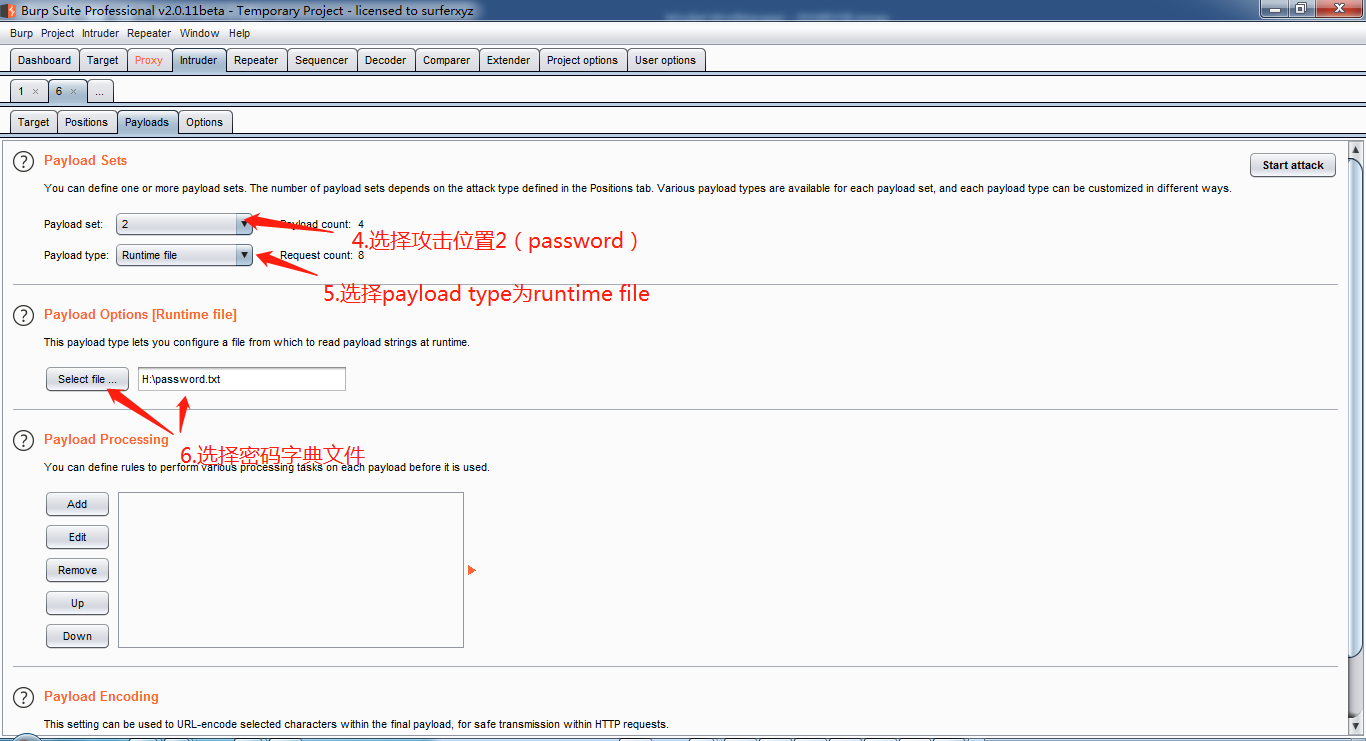 Burp Suite Professional v2.0.11beta - Temporary Project - licensed to surferxyz
Burp Project Intruder Repeater Window Help
Dashboard Target Proxy Intruder Repeater Sequencer Decoder Comparer Extender Project options User options
1 × 6 × ...
Target Positions Payloads Options
? Payload Sets
Start attack
You can define one or more payload sets. The number of payload sets depends on the attack type defined in the Positions tab. Various payload types are available for each payload set, and each payload type can be customized in different ways.
Payload set: 2 Payload count: 4
4.选择攻击位置2（password）
Payload type: Runtime file Request count: 8
5.选择payload type为runtime file
? Payload Options [Runtime file]
This payload type lets you configure a file from which to read payload strings at runtime.
Select file ... H:\password.txt
? Payload Processing
6.选择密码字典文件
You can define rules to perform various processing tasks on each payload before it is used.
Add
Edit
Remove
Up
Down
? Payload Encoding
This setting can be used to URL-encode selected characters within the final payload, for safe transmission within HTTP requests.